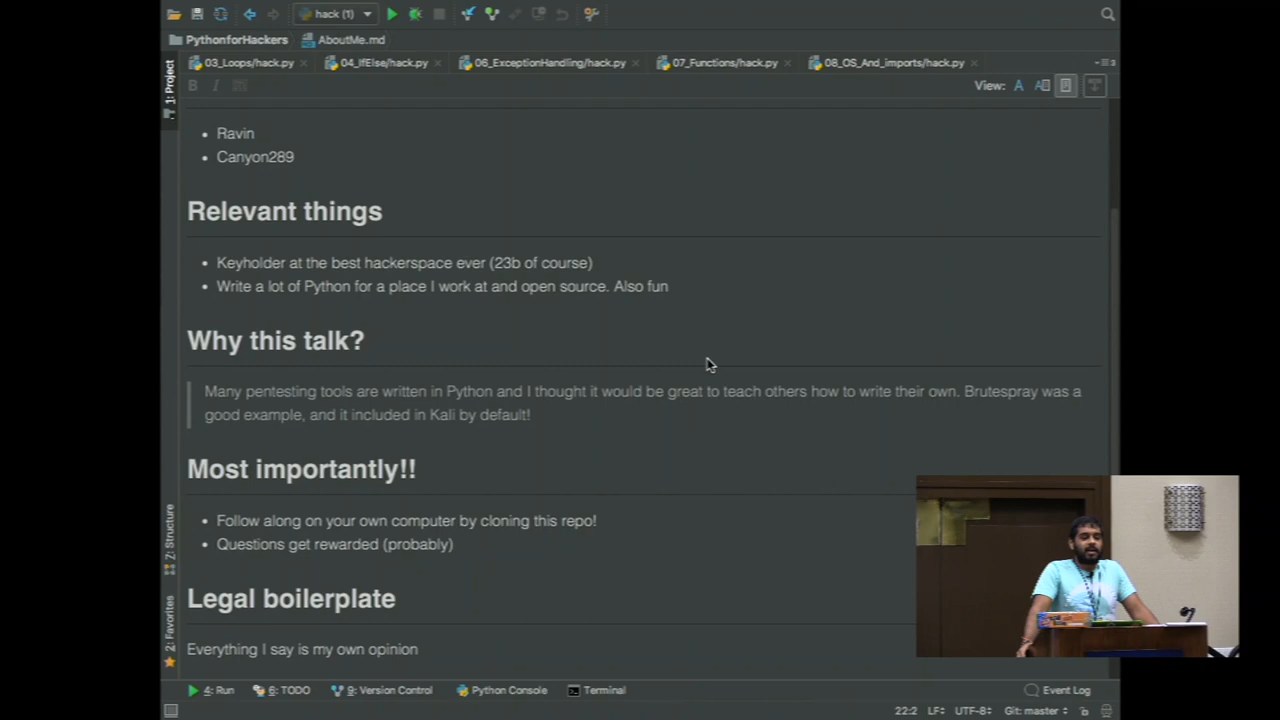 hack (1)
PythonforHackers
AboutMe.md
1: Project
03_Loops/hack.py
04_IfElse/hack.py
06_ExceptionHandling/hack.py
07_Functions/hack.py
08_OS_And_imports/hack.py
B I
View: A
Ravin
Canyon289
Relevant things
Keyholder at the best hackerspace ever (23b of course)
Write a lot of Python for a place I work at and open source. Also fun
Why this talk?
Many pentesting tools are written in Python and I thought it would be great to teach others how to write their own. Brutespray was a
good example, and it included in Kali by default!
Most importantly!!
Follow along on your own computer by cloning this repo!
Questions get rewarded (probably)
Legal boilerplate
Everything I say is my own opinion
7: Structure
2: Favorites
4: Run
6: TODO
9: Version Control
Python Console
Terminal
Event Log
22:2
LF
UTF-8
Git: master